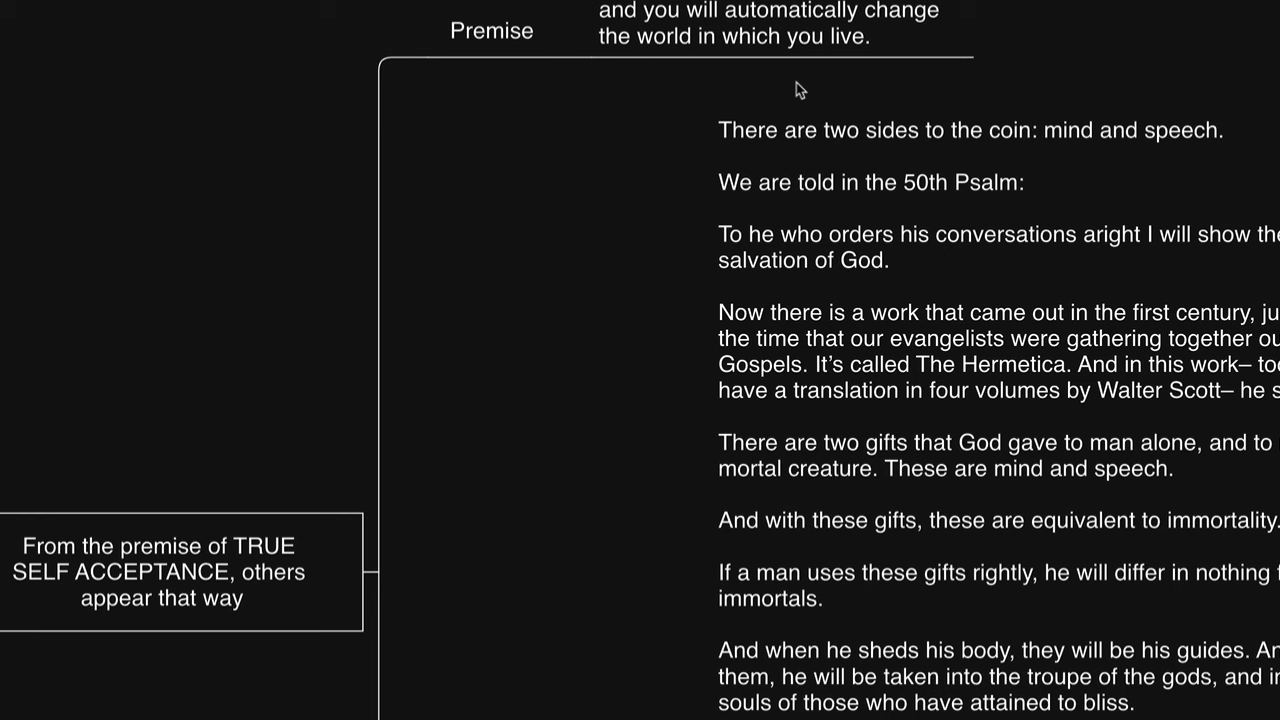 and you will automatically change
Premise
the world in which you live.
There are two sides to the coin: mind and speech.
We are told in the 50th Psalm:
To he who orders his conversations aright I will show
salvation of God.
Now there is a work that came out in the first century,
the time that our evangelists were gathering together
Gospels. It’s called The Hermetica. And in this work–
have a translation in four volumes by Walter Scott– he
There are two gifts that God gave to man alone, and to
mortal creature. These are mind and speech.
And with these gifts, these are equivalent to immortality.
If a man uses these gifts rightly, he will differ in nothing
immortals.
And when he sheds his body, they will be his guides.
them, he will be taken into the troupe of the gods, and
souls of those who have attained to bliss.
From the premise of TRUE
SELF ACCEPTANCE, others
appear that way